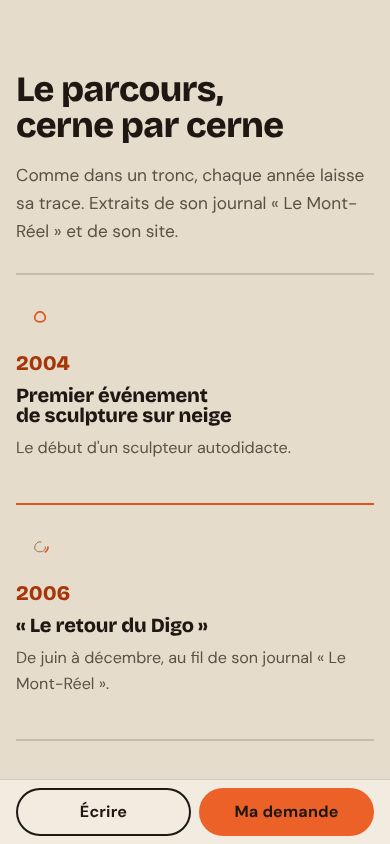 Le parcours,
cerne par cerne
Comme dans un tronc, chaque année laisse
sa trace. Extraits de son journal « Le Mont-
Réel » et de son site.
2004
Premier événement
de sculpture sur neige
Le début d'un sculpteur autodidacte.
2006
« Le retour du Digo »
De juin à décembre, au fil de son journal « Le
Mont-Réel ».
Écrire
Ma demande